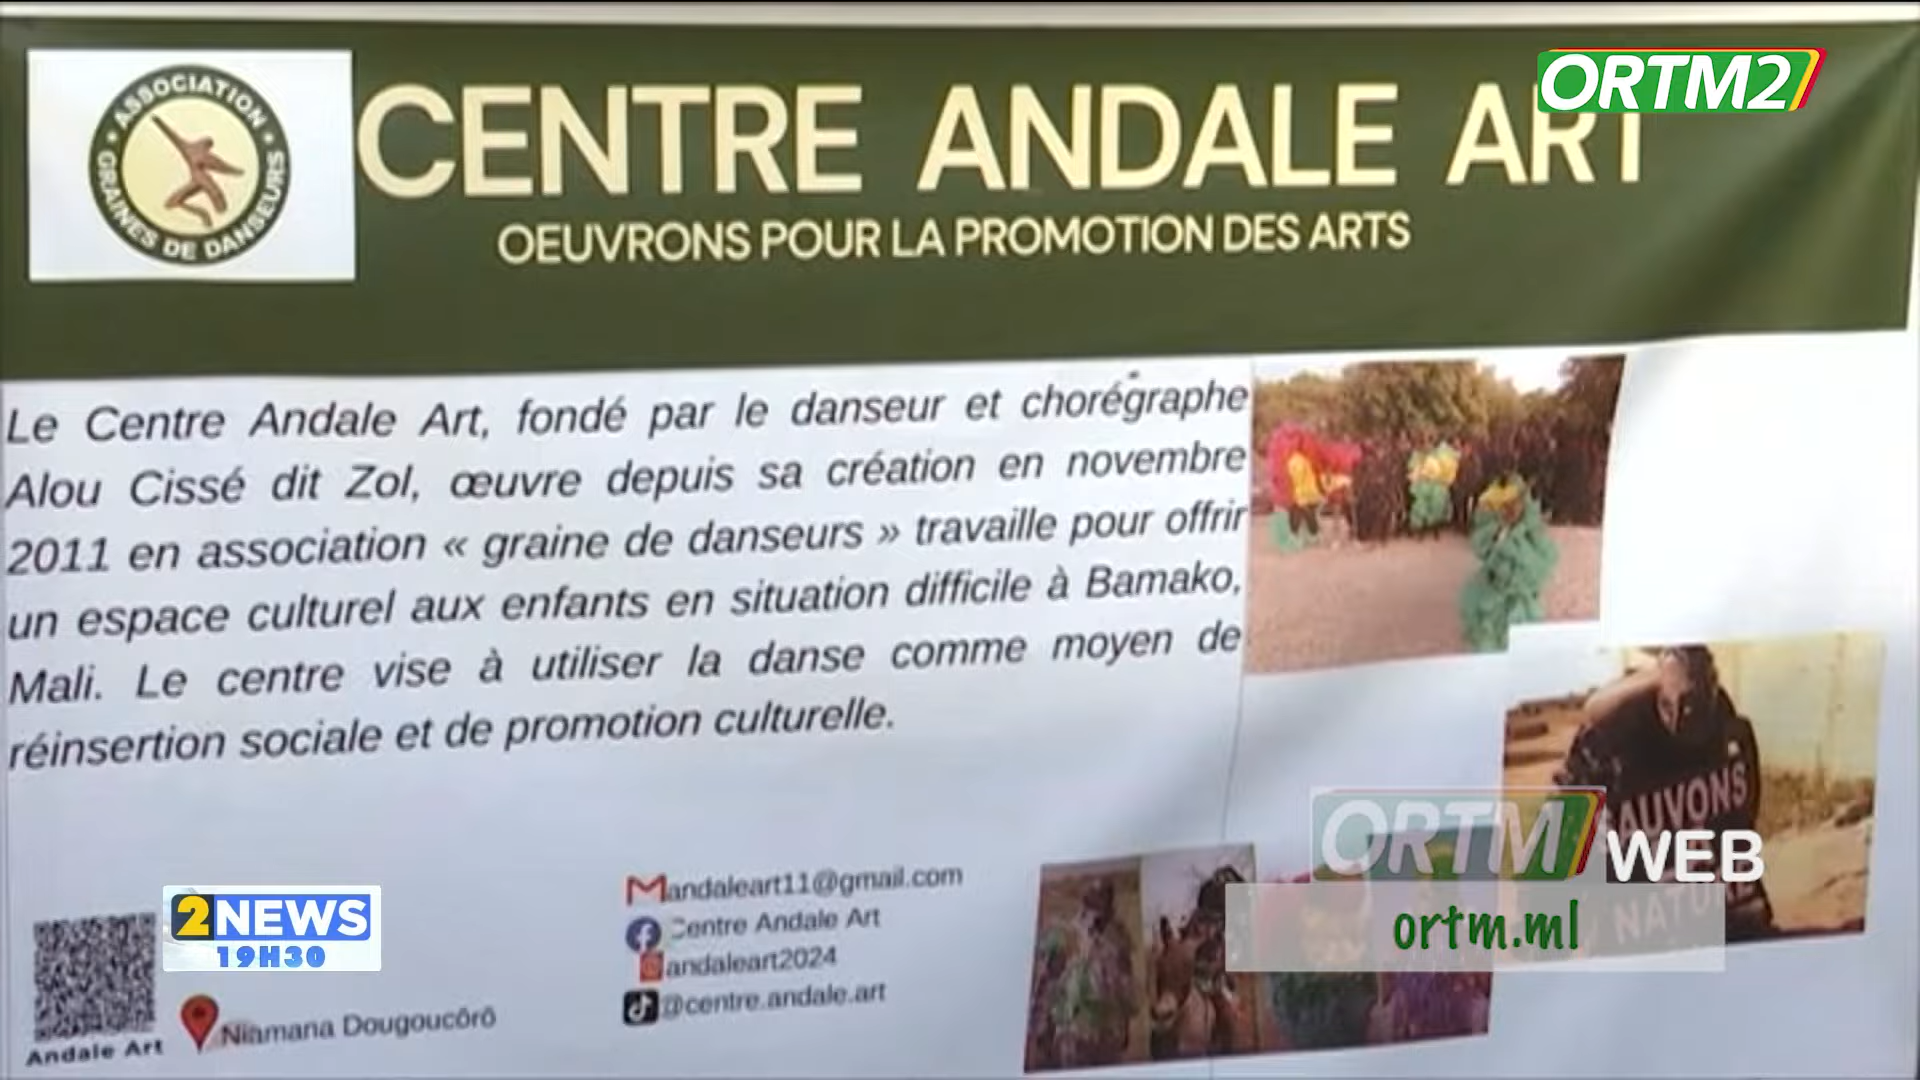 ASSOCIATION
GRAINES DE DANSEURS
CENTRE ANDALE ART
OEUVRONS POUR LA PROMOTION DES ARTS
ORTM2
Le Centre Andale Art, fondé par le danseur et chorégraphe
Alou Cissé dit Zol, œuvre depuis sa création en novembre
2011 en association « graine de danseurs » travaille pour offrir
un espace culturel aux enfants en situation difficile à Bamako,
Mali. Le centre vise à utiliser la danse comme moyen de
réinsertion sociale et de promotion culturelle.
andaleart11@gmail.com
Centre Andale Art
andaleart2024
@centre.andale.art
2NEWS
19H30
Andale Art
Niamana Dougoucôrô
AUVONS
NATURE
ORTM WEB
ortm.ml